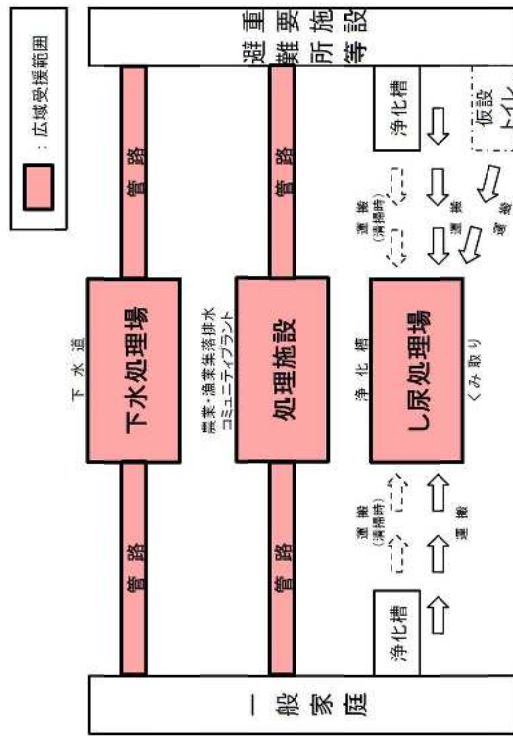 ：広域受援範囲
一般家庭
避難所等
重要施設
下水道
管路
下水処理場
管路
農業・漁業集落排水
コミュニティプラント
管路
処理施設
管路
浄化槽
浄化槽
運搬
(清掃時)
運搬
し尿処理場
運搬
(清掃時)
運搬
運搬
浄化槽
仮設
トイレ
くみ取り